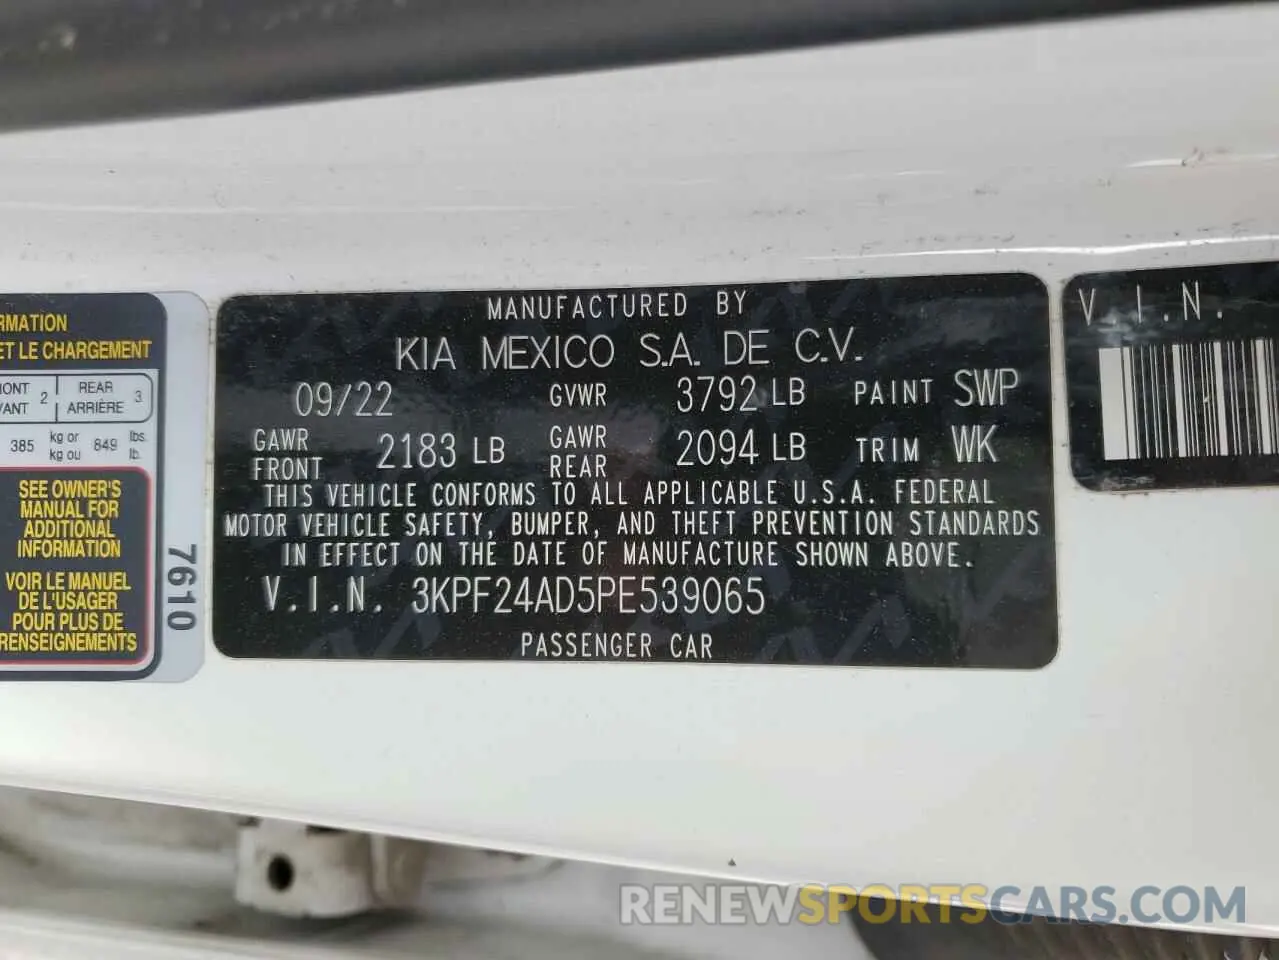 RMATION
ET LE CHARGEMENT
2 REAR 3
ARRIÈRE
385 kg or 849 lbs.
kg ou lb.
SEE OWNER'S
MANUAL FOR
ADDITIONAL
INFORMATION
VOIR LE MANUEL
DE L'USAGER
POUR PLUS DE
RENSEIGNEMENTS
7610
MANUFACTURED BY
KIA MEXICO S.A. DE C.V.
09/22 GVWR 3792 LB PAINT SWP
GAWR FRONT 2183 LB GAWR REAR 2094 LB TRIM WK
THIS VEHICLE CONFORMS TO ALL APPLICABLE U.S.A. FEDERAL
MOTOR VEHICLE SAFETY, BUMPER, AND THEFT PREVENTION STANDARDS
IN EFFECT ON THE DATE OF MANUFACTURE SHOWN ABOVE.
V.I.N. 3KPF24AD5PE539065
PASSENGER CAR
V.I.N.
RENEWSPORTSCARS.COM